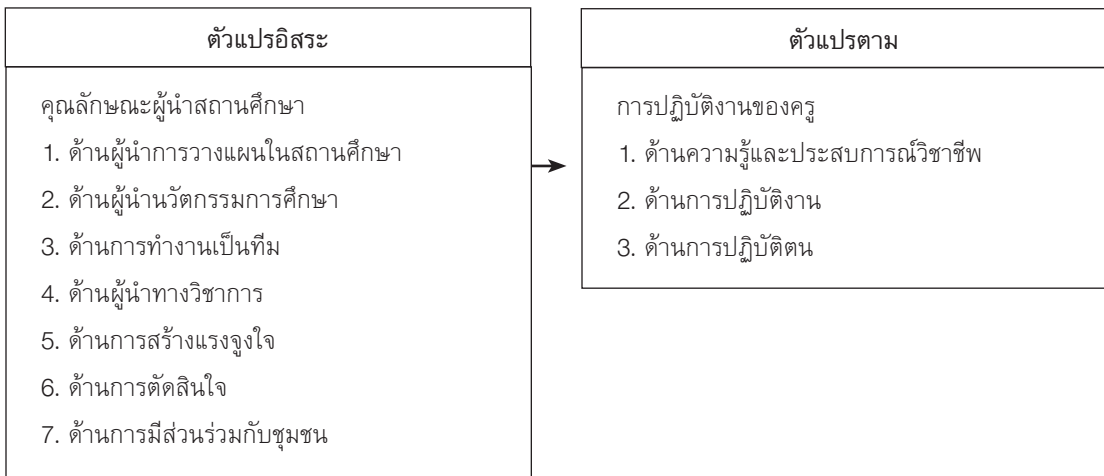 ตัวแปรอิสระ
คุณลักษณะผู้นำสถานศึกษา
1. ด้านผู้นำการวางแผนในสถานศึกษา
2. ด้านผู้นำนวัตกรรมการศึกษา
3. ด้านการทำงานเป็นทีม
4. ด้านผู้นำทางวิชาการ
5. ด้านการสร้างแรงจูงใจ
6. ด้านการตัดสินใจ
7. ด้านการมีส่วนร่วมกับชุมชน
ตัวแปรตาม
การปฏิบัติงานของครู
1. ด้านความรู้และประสบการณ์วิชาชีพ
2. ด้านการปฏิบัติงาน
3. ด้านการปฏิบัติตน